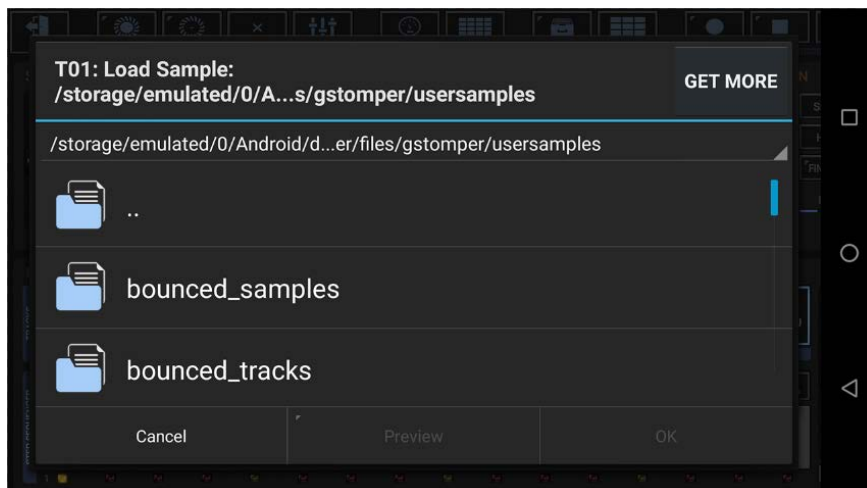 T01: Load Sample:
/storage/emulated/0/A...s/gstomper/usersamples
GET MORE
/storage/emulated/0/Android/d...er/files/gstomper/usersamples
..
bounced_samples
bounced_tracks
Cancel
Preview
OK